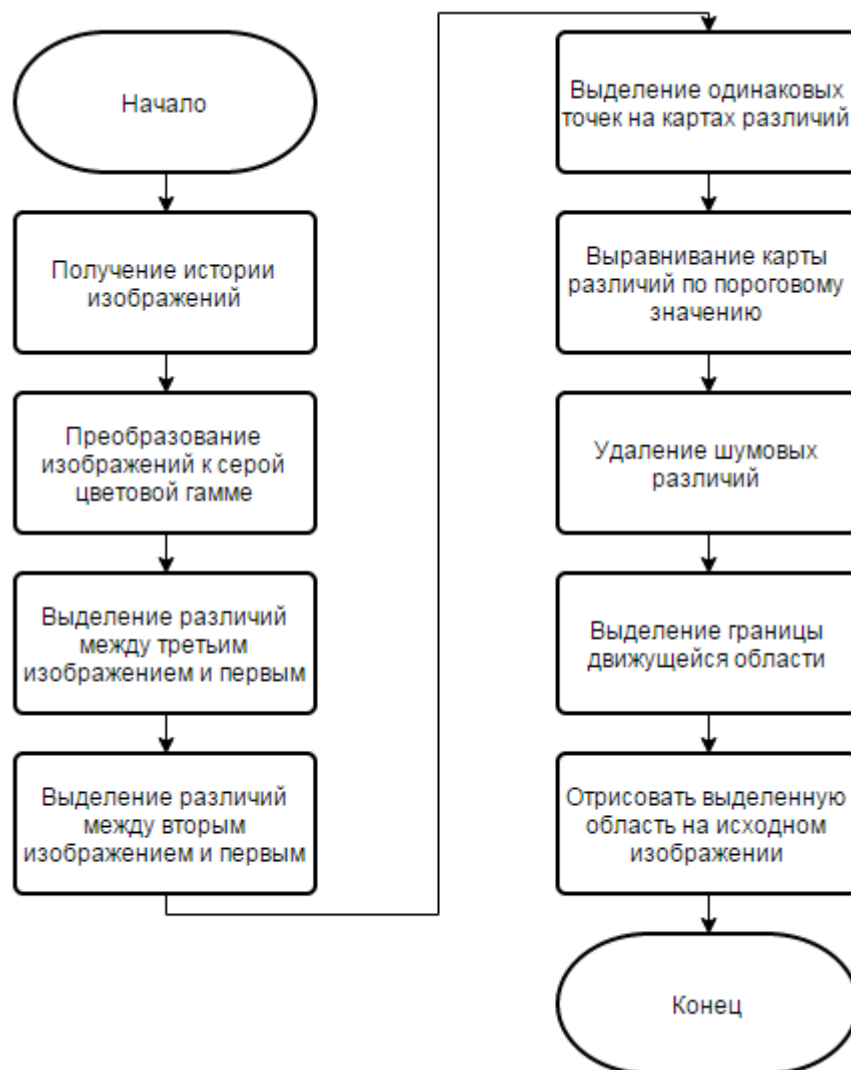 Начало
Получение истории
изображений
Преобразование
изображений к серой
цветовой гамме
Выделение различий
между третьим
изображением и первым
Выделение различий
между вторым
изображением и первым
Выделение одинаковых
точек на картах различий
Выравнивание карты
различий по пороговому
значению
Удаление шумовых
различий
Выделение границы
движущейся области
Отрисовать выделенную
область на исходном
изображении
Конец